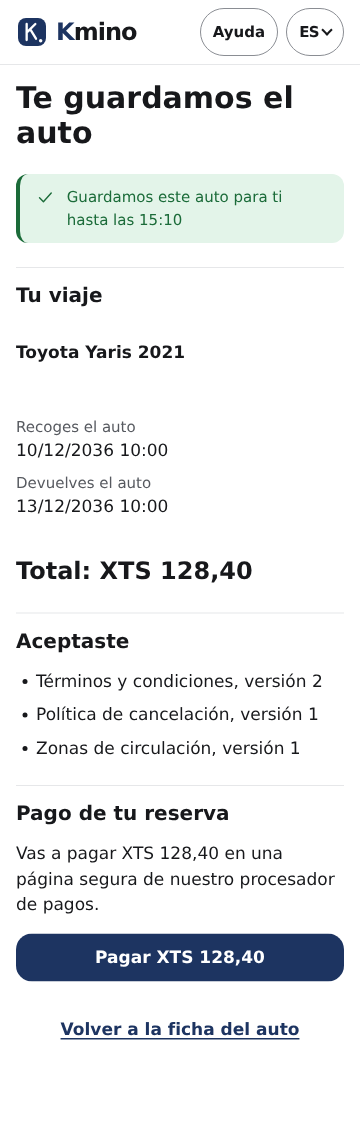 K. Kmino
Ayuda
ES
Te guardamos el
auto
Guardamos este auto para ti
hasta las 15:10
Tu viaje
Toyota Yaris 2021
Recoges el auto
10/12/2036 10:00
Devuelves el auto
13/12/2036 10:00
Total: XTS 128,40
Aceptaste
• Términos y condiciones, versión 2
• Política de cancelación, versión 1
• Zonas de circulación, versión 1
Pago de tu reserva
Vas a pagar XTS 128,40 en una
página segura de nuestro procesador
de pagos.
Pagar XTS 128,40
Volver a la ficha del auto